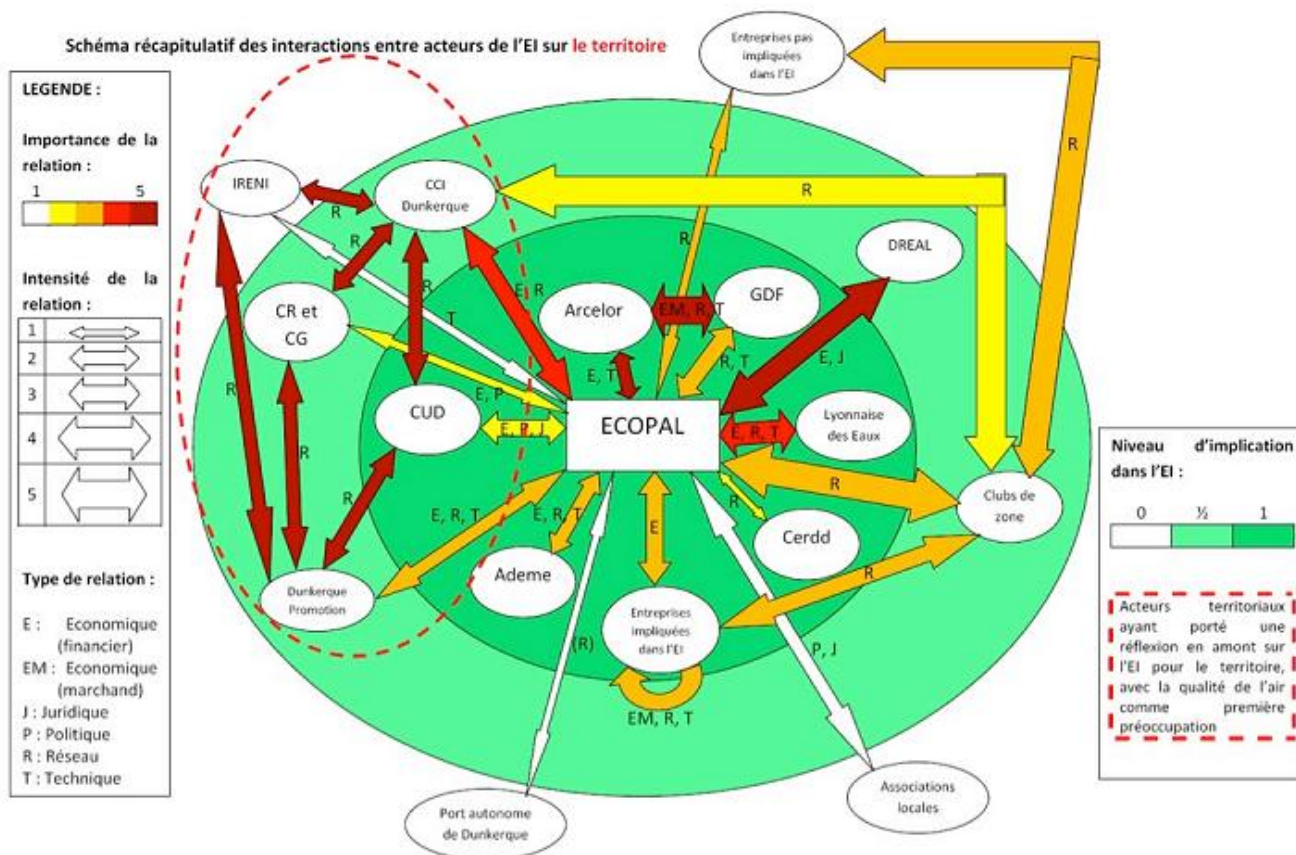 Schéma récapitulatif des interactions entre acteurs de l'EI sur le territoire
LEGENDE :
Importance de la
relation :
1 5
Intensité de la
relation :
1
2
3
4
5
Type de relation :
E : Economique
(financier)
EM : Economique
(marchand)
J : Juridique
P : Politique
R : Réseau
T : Technique
Entreprises pas
impliquées
dans l'EI
R
IRENI
R
CCI
Dunkerque
R
R
DREAL
R
R
E, R
T
Arcelor
EM, R, T
GDF
CR et
CG
E, T
R, T
E, J
R
E, P
CUD
E, P, J
ECOPAL
E, R, T
Lyonnaise
des Eaux
R
R
R
Clubs de
zone
E, R, T
E, R, T
E
R
Cerdd
Ademe
R
Dunkerque
Promotion
Entreprises
impliquées
dans l'EI
(R)
P, J
EM, R, T
Associations
locales
Port autonome
de Dunkerque
Niveau d'implication
dans l'EI :
0 ½ 1
Acteurs territoriaux
ayant porté une
réflexion en amont sur
l'EI pour le territoire,
avec la qualité de l'air
comme première
préoccupation